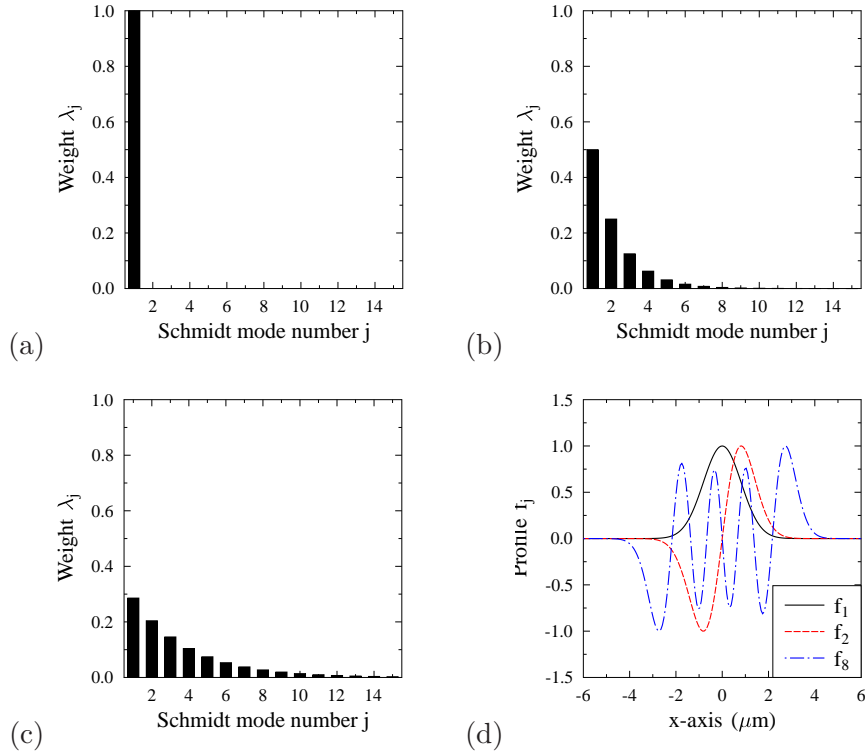 1.0
0.8
0.6
0.4
0.2
0.0
Weight λj
2 4 6 8 10 12 14
Schmidt mode number j
(a)
1.0
0.8
0.6
0.4
0.2
0.0
Weight λj
2 4 6 8 10 12 14
Schmidt mode number j
(b)
1.0
0.8
0.6
0.4
0.2
0.0
Weight λj
2 4 6 8 10 12 14
Schmidt mode number j
(c)
1.5
1.0
0.5
0.0
-0.5
-1.0
-1.5
Profile fj
f1
f2
f8
-6 -4 -2 0 2 4 6
x-axis (μm)
(d)